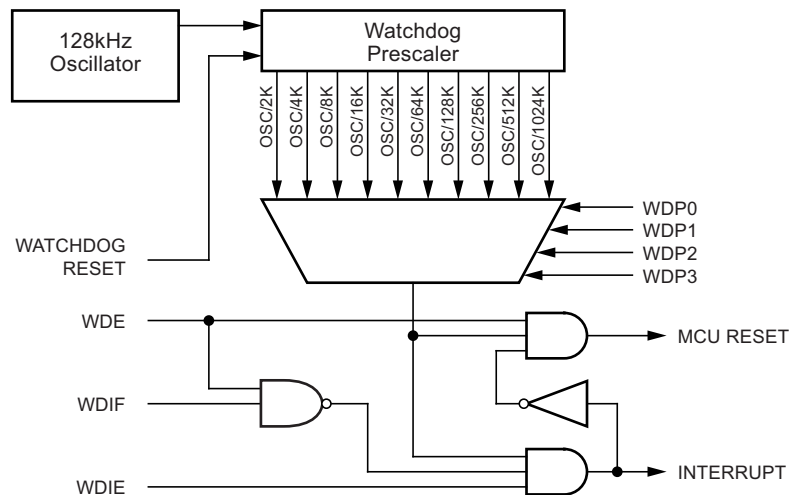 128kHz
Oscillator
Watchdog
Prescaler
OSC/2K
OSC/4K
OSC/8K
OSC/16K
OSC/32K
OSC/64K
OSC/128K
OSC/256K
OSC/512K
OSC/1024K
WDP0
WDP1
WDP2
WDP3
WATCHDOG
RESET
WDE
MCU RESET
WDIF
INTERRUPT
WDIE